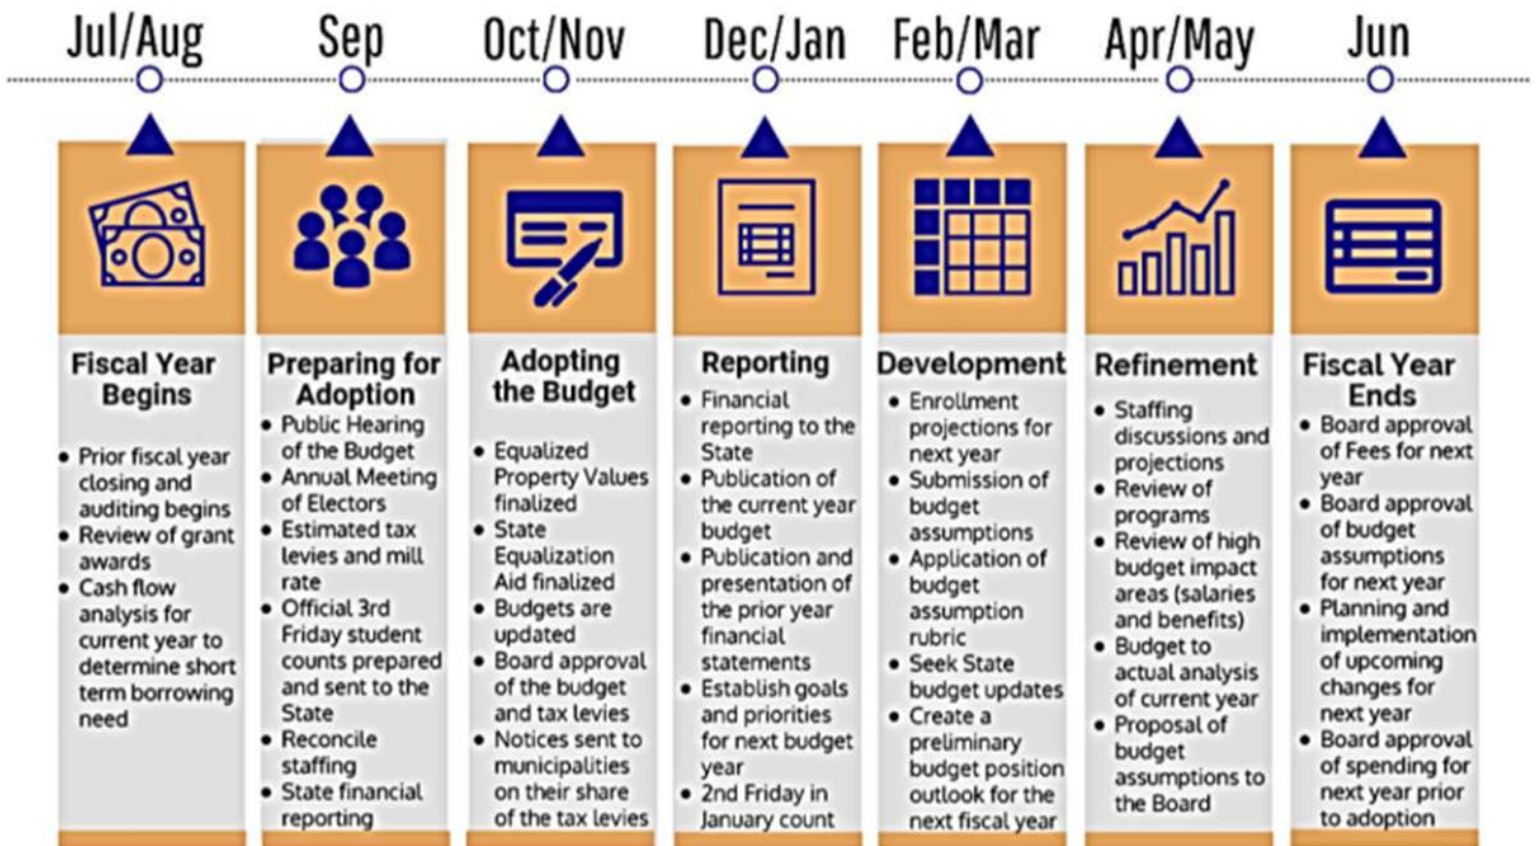 Jul/Aug
Sep
Oct/Nov
Dec/Jan
Feb/Mar
Apr/May
Jun
Fiscal Year
Begins
• Prior fiscal year
closing and
auditing begins
• Review of grant
awards
• Cash flow
analysis for
current year to
determine short
term borrowing
need
Preparing for
Adoption
• Public Hearing
of the Budget
• Annual Meeting
of Electors
• Estimated tax
levies and mill
rate
• Official 3rd
Friday student
counts prepared
and sent to the
State
• Reconcile
staffing
• State financial
reporting
Adopting
the Budget
• Equalized
Property Values
finalized
• State
Equalization
Aid finalized
• Budgets are
updated
• Board approval
of the budget
and tax levies
• Notices sent to
municipalities
on their share
of the tax levies
Reporting
• Financial
reporting to the
State
• Publication of
the current year
budget
• Publication and
presentation of
the prior year
financial
statements
• Establish goals
and priorities
for next budget
year
• 2nd Friday in
January count
Development
• Enrollment
projections for
next year
• Submission of
budget
assumptions
• Application of
budget
assumption
rubric
• Seek State
budget updates
• Create a
preliminary
budget position
outlook for the
next fiscal year
Refinement
• Staffing
discussions and
projections
• Review of
programs
• Review of high
budget impact
areas (salaries
and benefits)
• Budget to
actual analysis
of current year
• Proposal of
budget
assumptions to
the Board
Fiscal Year
Ends
• Board approval
of Fees for next
year
• Board approval
of budget
assumptions
for next year
• Planning and
implementation
of upcoming
changes for
next year
• Board approval
of spending for
next year prior
to adoption